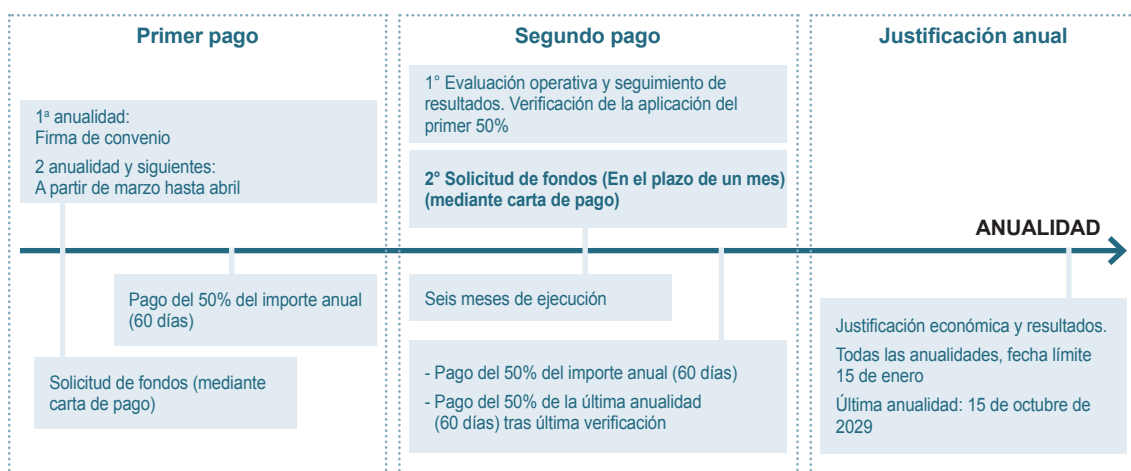 Primer pago
1ª anualidad:
Firma de convenio
2 anualidad y siguientes:
A partir de marzo hasta abril
Pago del 50% del importe anual
(60 días)
Solicitud de fondos (mediante
carta de pago)
Segundo pago
1° Evaluación operativa y seguimiento de
resultados. Verificación de la aplicación del
primer 50%
2° Solicitud de fondos (En el plazo de un mes)
(mediante carta de pago)
Seis meses de ejecución
- Pago del 50% del importe anual (60 días)
- Pago del 50% de la última anualidad
(60 días) tras última verificación
Justificación anual
ANUALIDAD
Justificación económica y resultados.
Todas las anualidades, fecha límite
15 de enero
Última anualidad: 15 de octubre de
2029